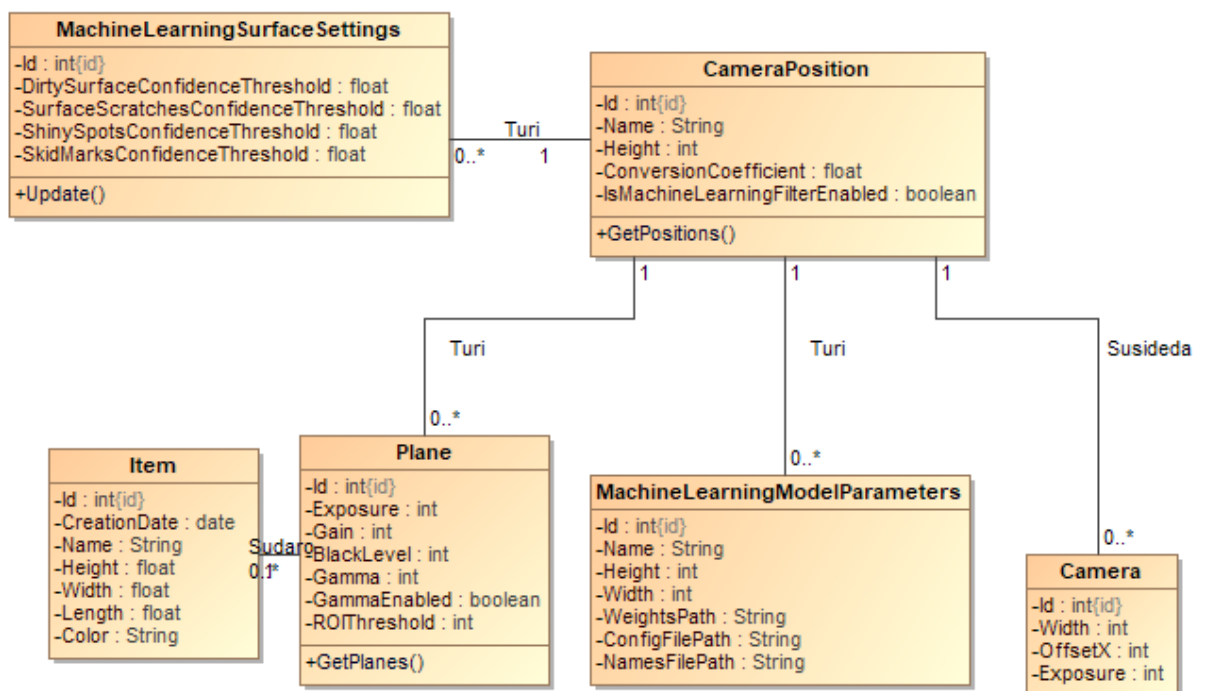 MachineLearningSurfaceSettings
-Id : int{id}
-DirtySurfaceConfidenceThreshold : float
-SurfaceScratchesConfidenceThreshold : float
-ShinySpotsConfidenceThreshold : float
-SkidMarksConfidenceThreshold : float
+Update()
Turi
0..*
1
CameraPosition
-Id : int{id}
-Name : String
-Height : int
-ConversionCoefficient : float
-IsMachineLearningFilterEnabled : boolean
+GetPositions()
1
1
1
Turi
Turi
Susideda
0..*
0..*
0..*
Item
-Id : int{id}
-CreationDate : date
-Name : String
-Height : float
-Width : float
-Length : float
-Color : String
Sudaro
Plane
-Id : int{id}
-Exposure : int
-Gain : int
-BlackLevel : int
-Gamma : int
-GammaEnabled : boolean
-ROIThreshold : int
+GetPlanes()
MachineLearningModelParameters
-Id : int{id}
-Name : String
-Height : int
-Width : int
-WeightsPath : String
-ConfigFilePath : String
-NamesFilePath : String
Camera
-Id : int{id}
-Width : int
-OffsetX : int
-Exposure : int